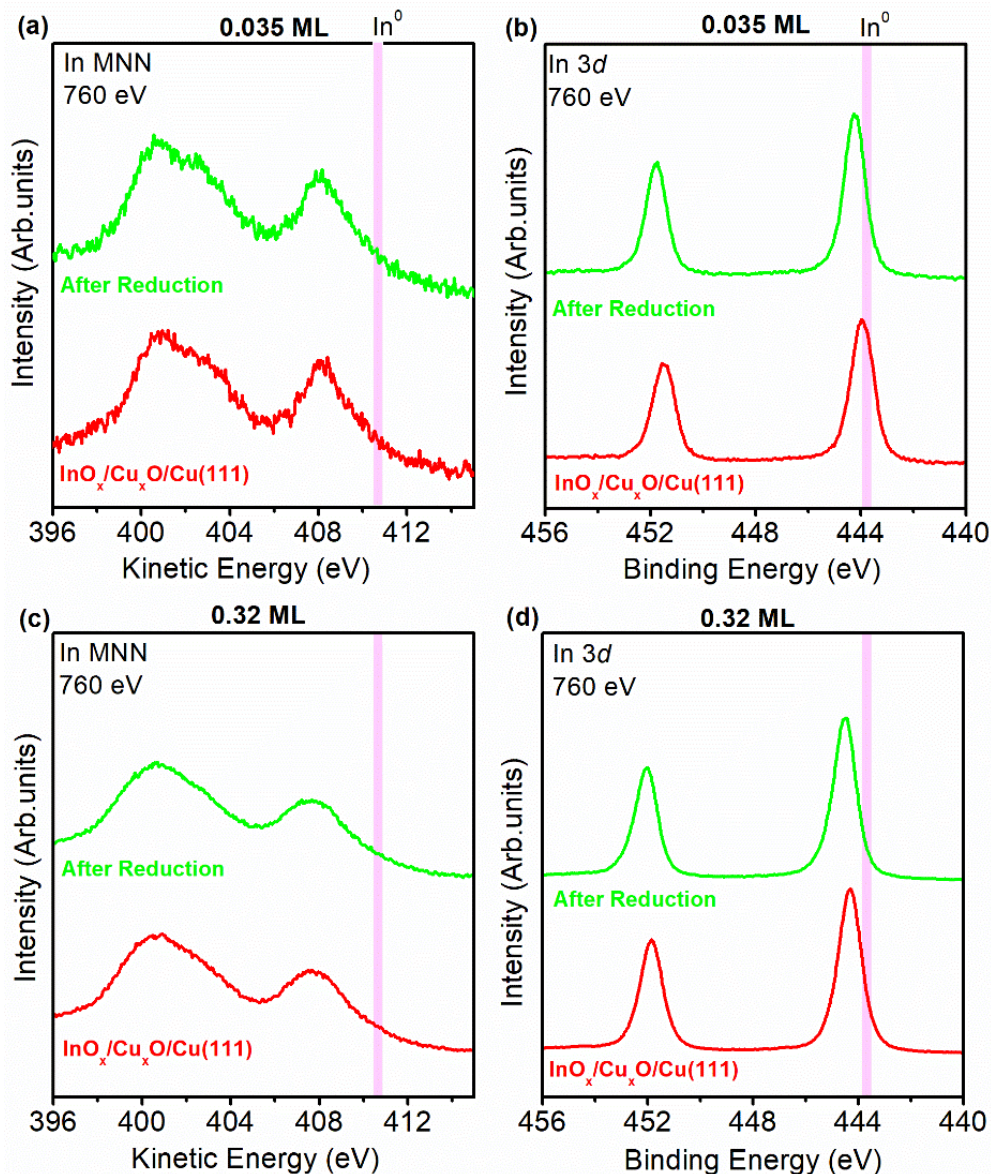 (a) 0.035 ML In⁰
In MNN
760 eV
After Reduction
InOₓ/CuₓO/Cu(111)
Intensity (Arb.units)
396 400 404 408 412
Kinetic Energy (eV)
(b) 0.035 ML In⁰
In 3d
760 eV
After Reduction
InOₓ/CuₓO/Cu(111)
Intensity (Arb.units)
456 452 448 444 440
Binding Energy (eV)
(c) 0.32 ML
In MNN
760 eV
After Reduction
InOₓ/CuₓO/Cu(111)
Intensity (Arb.units)
396 400 404 408 412
Kinetic Energy (eV)
(d) 0.32 ML
In 3d
760 eV
After Reduction
InOₓ/CuₓO/Cu(111)
Intensity (Arb.units)
456 452 448 444 440
Binding Energy (eV)